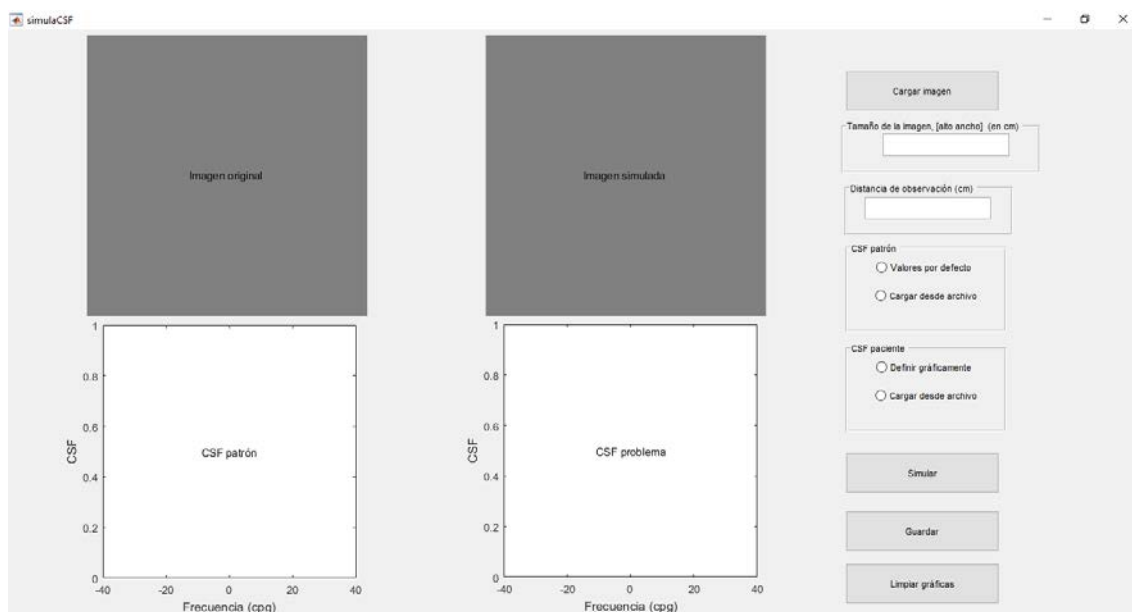 simulaCSF
Imagen original
Imagen simulada
Cargar imagen
Tamaño de la imagen, [alto ancho] (en cm)
Distancia de observación (cm)
CSF patrón
Valores por defecto
Cargar desde archivo
CSF paciente
Definir gráficamente
Cargar desde archivo
Simular
Guardar
Limpiar gráficas
1
0.8
0.6
0.4
0.2
0
CSF
CSF patrón
-40
-20
0
20
40
Frecuencia (cpg)
1
0.8
0.6
0.4
0.2
0
CSF
CSF problema
-40
-20
0
20
40
Frecuencia (cpg)